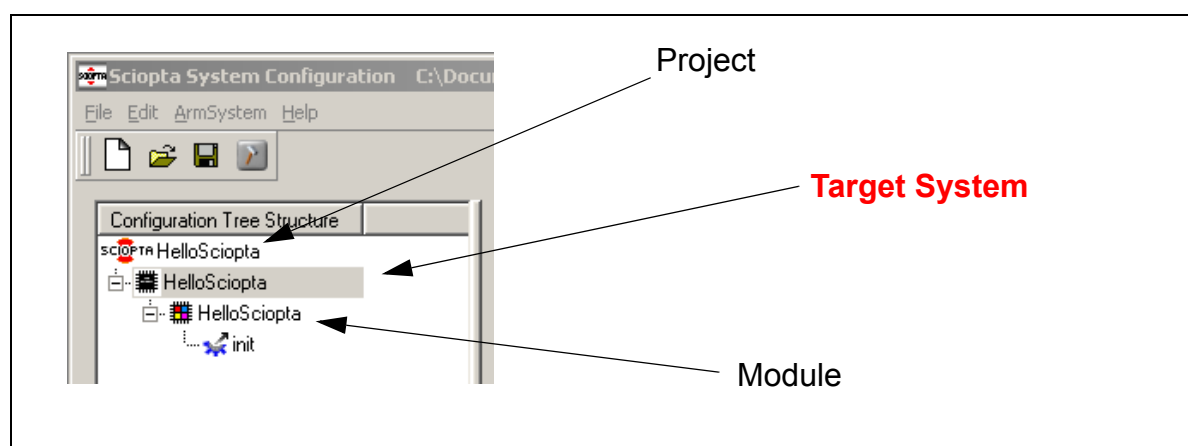 Project
SCIOPTA Sciopta System Configuration C:\Docu
File Edit ArmSystem Help
Target System
Configuration Tree Structure
SCIOPTA HelloSciopta
HelloSciopta
HelloSciopta
init
Module